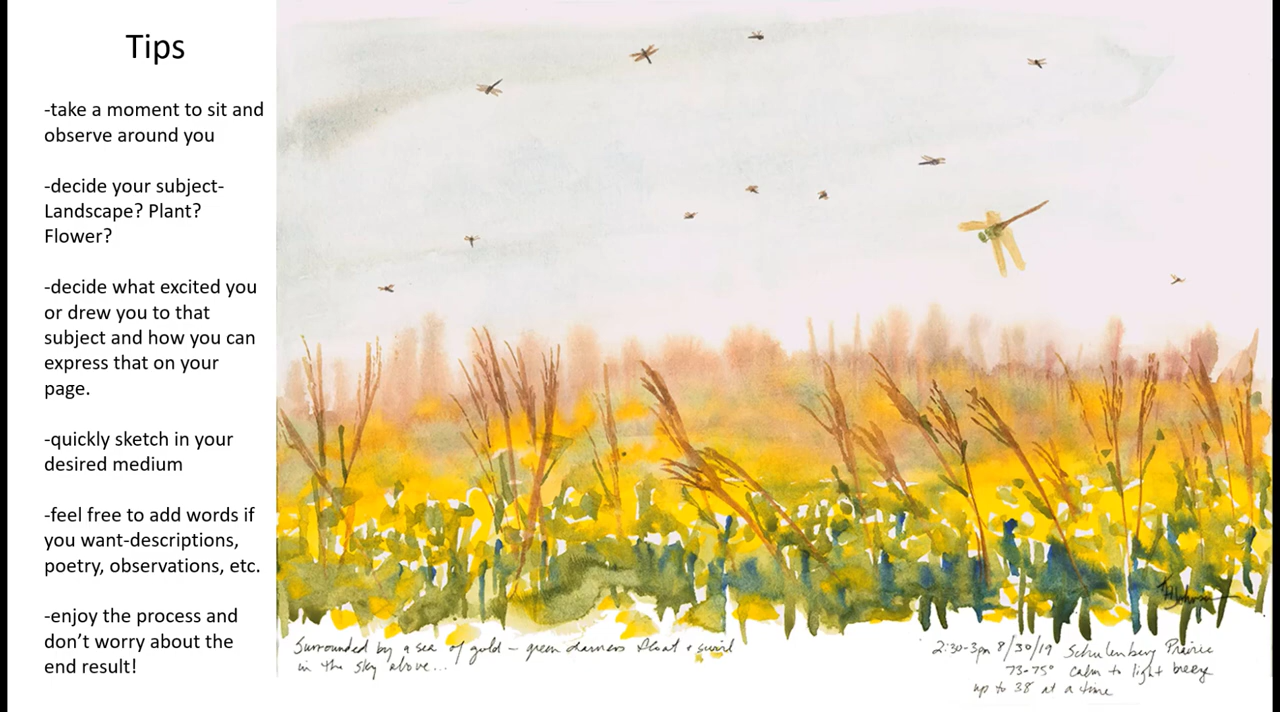 Tips
-take a moment to sit and
observe around you
-decide your subject-
Landscape? Plant?
Flower?
-decide what excited you
or drew you to that
subject and how you can
express that on your
page.
-quickly sketch in your
desired medium
-feel free to add words if
you want-descriptions,
poetry, observations, etc.
-enjoy the process and
don’t worry about the
end result!
Surrounded by a sea of gold – green darners float & swirl
in the sky above...
2:30-3pm 8/30/19 Schulenberg Prairie
73-75° calm to light breezy
up to 38 at a time